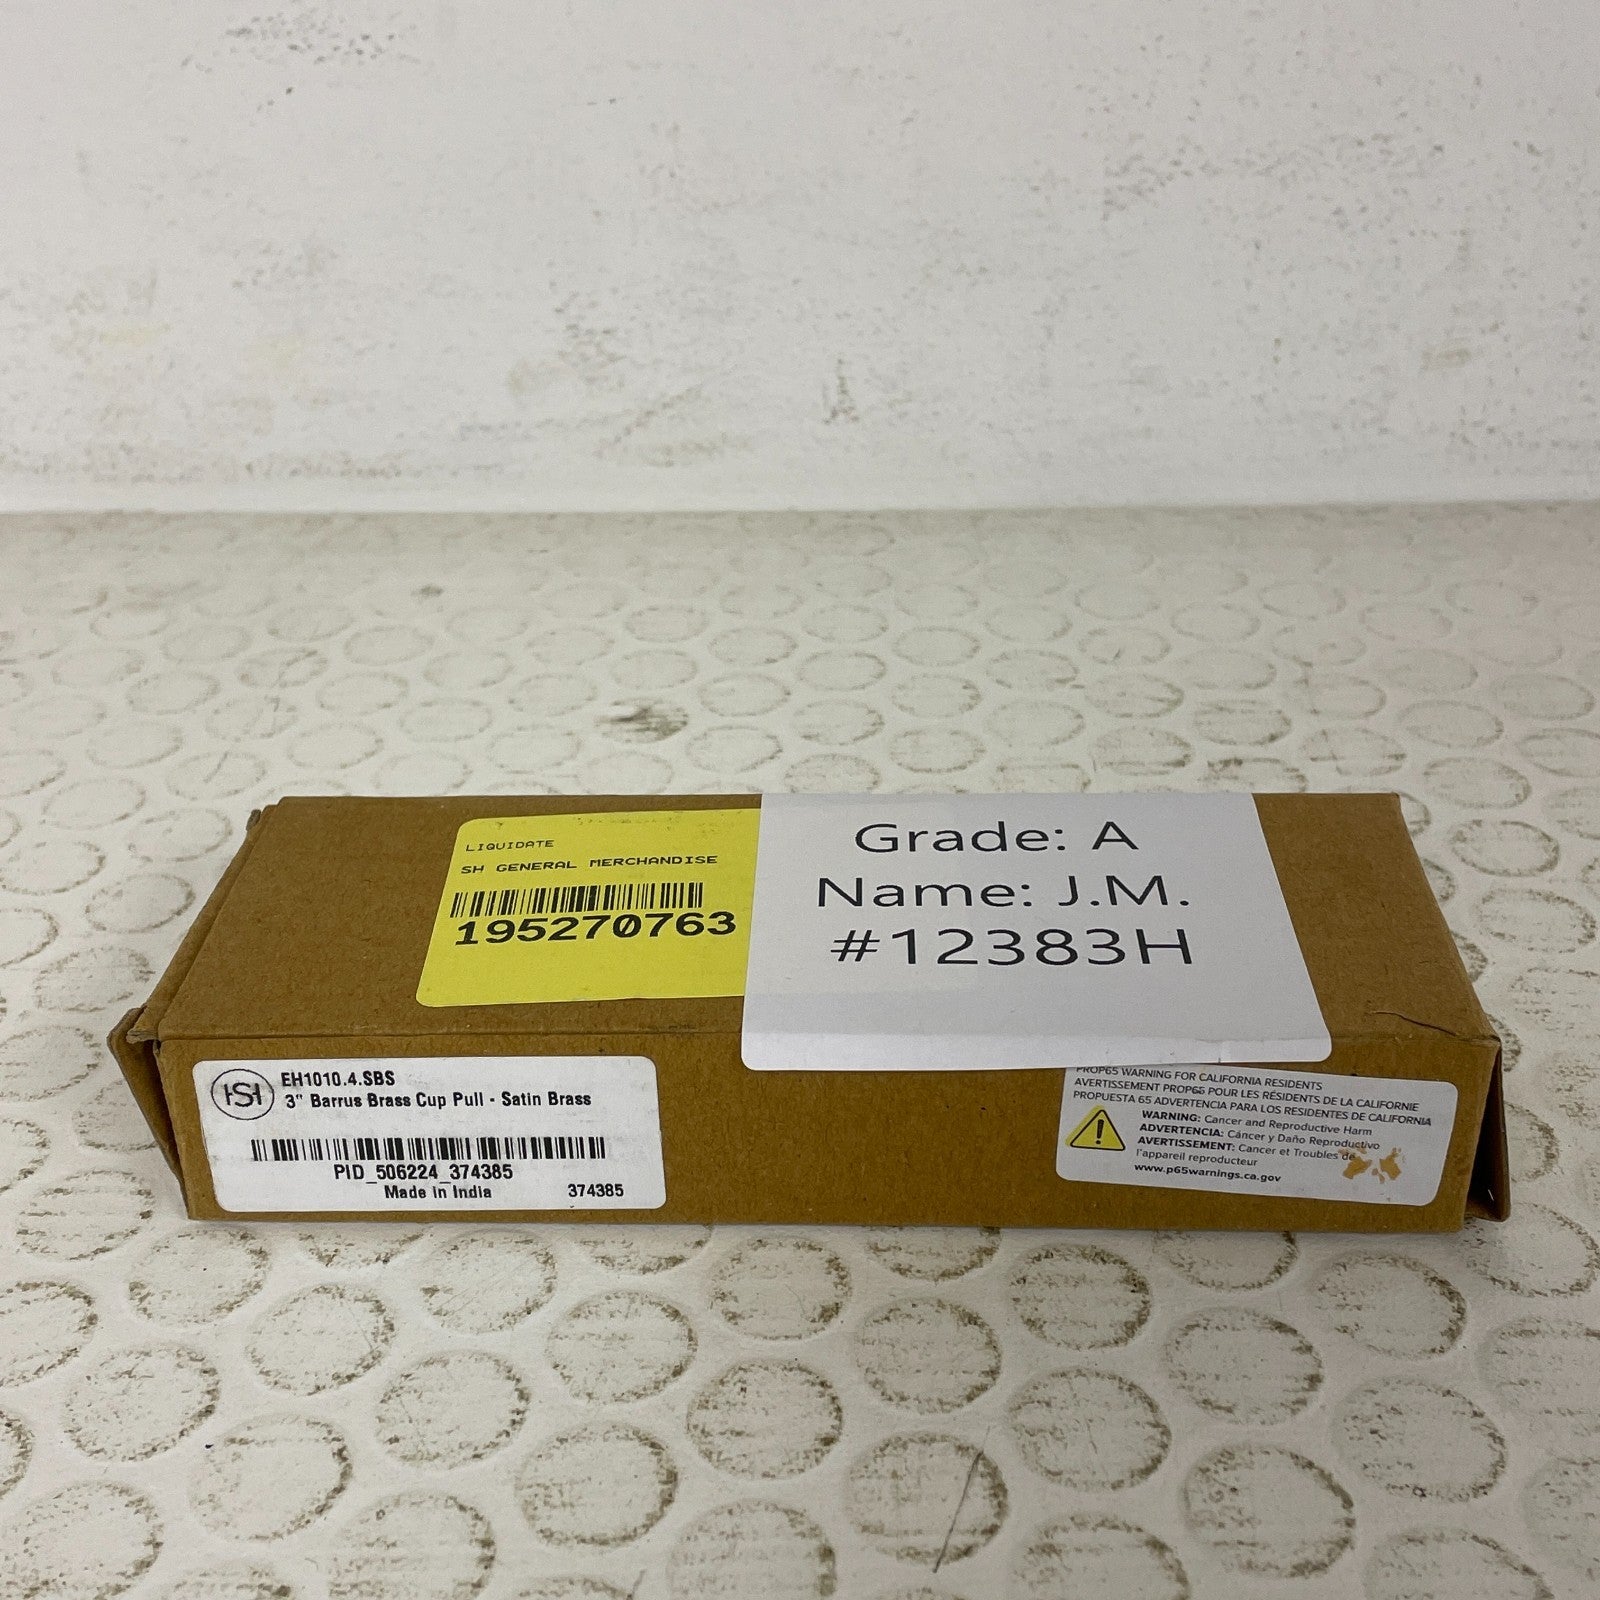 LIQUIDATE
SH GENERAL MERCHANDISE
195270763
Grade: A
Name: J.M.
#12383H
HSH
EH1010.4.SBS
3" Barrus Brass Cup Pull - Satin Brass
PID_506224_374385
Made in India
374385
PROP65 WARNING FOR CALIFORNIA RESIDENTS
AVERTISSEMENT PROP65 POUR LES RÉSIDENTS DE LA CALIFORNIE
PROPUESTA 65 ADVERTENCIA PARA LOS RESIDENTES DE CALIFORNIA
WARNING: Cancer and Reproductive Harm
ADVERTENCIA: Cáncer y Daño Reproductivo
AVERTISSEMENT: Cancer et Troubles de
l'appareil reproducteur
www.p65warnings.ca.gov